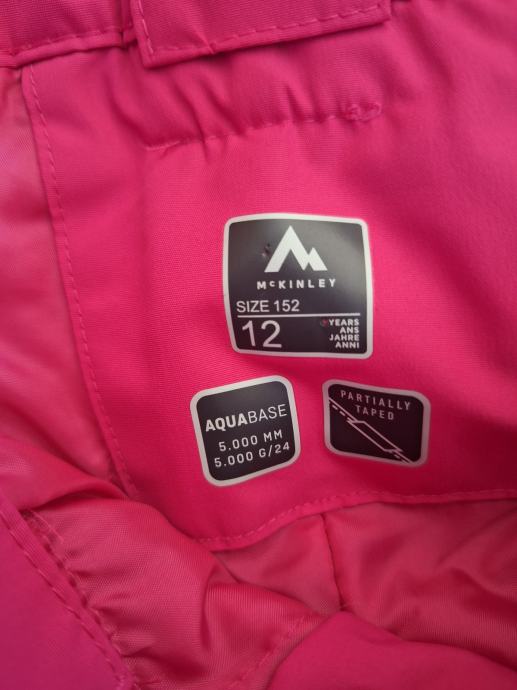 McKINLEY
SIZE 152
12 YEARS
ANS
JAHRE
ANNI
AQUABASE
5.000 MM
5.000 G/24
PARTIALLY
TAPED